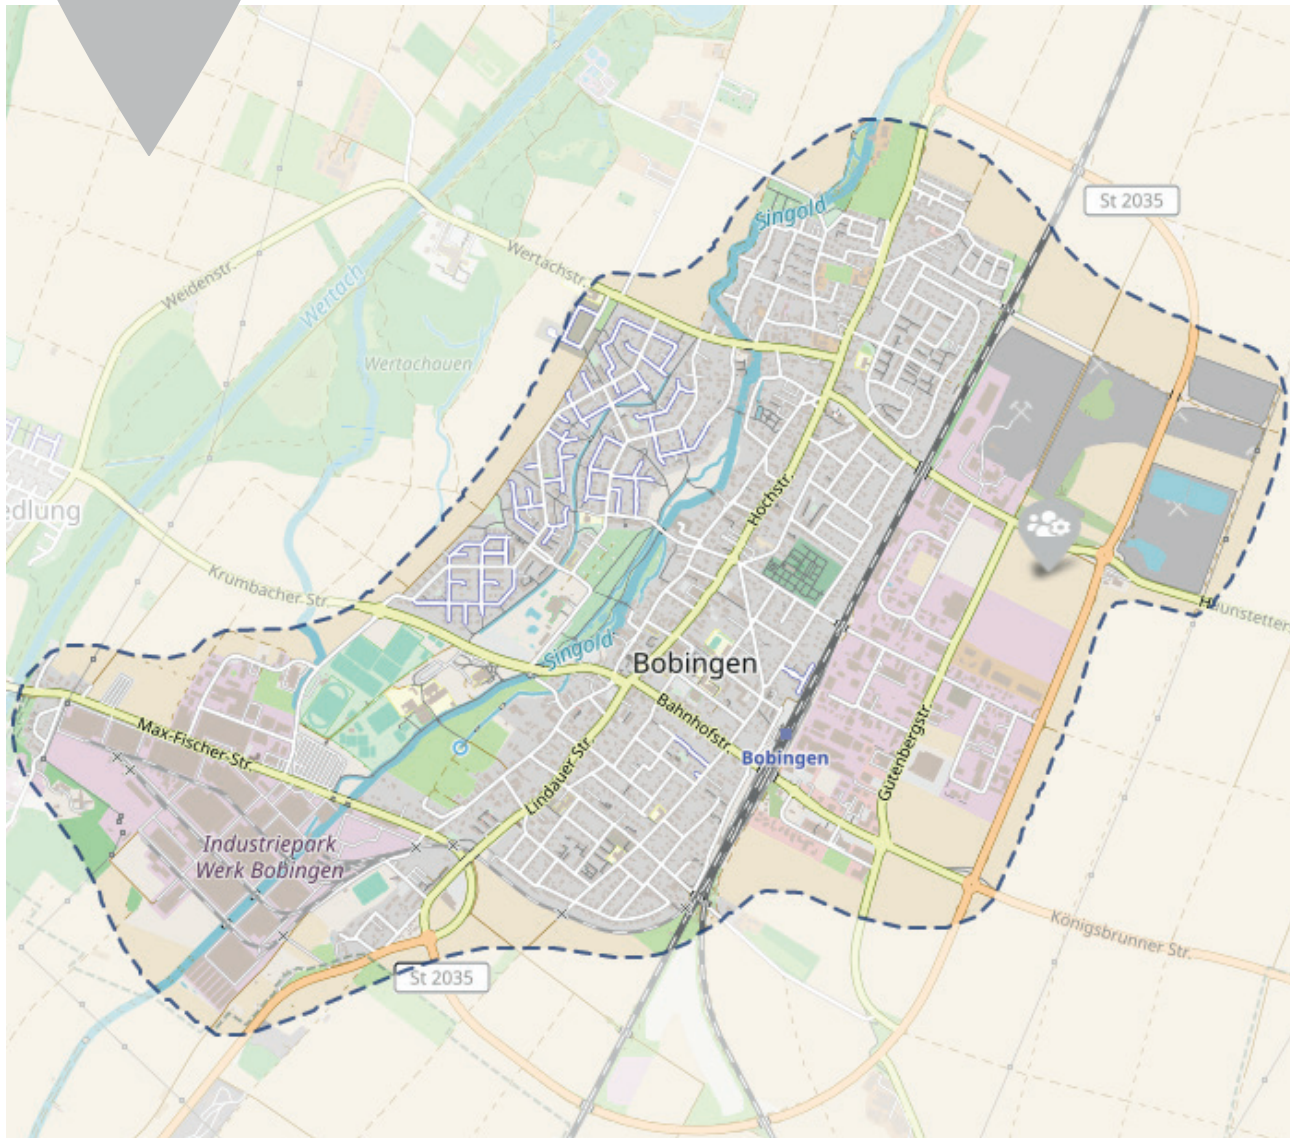 St 2035
Singold
Wertachstr.
Weidenstr.
Wertach
Wertachauen
edlung
Hochstr.
Krumbacher Str.
Haunstetten
Singold
Bobingen
Bahnhofstr.
Max-Fischer-Str.
Bobingen
Gutenbergstr.
Lindauer Str.
Industriepark
Werk Bobingen
Königsbrunner Str.
St 2035